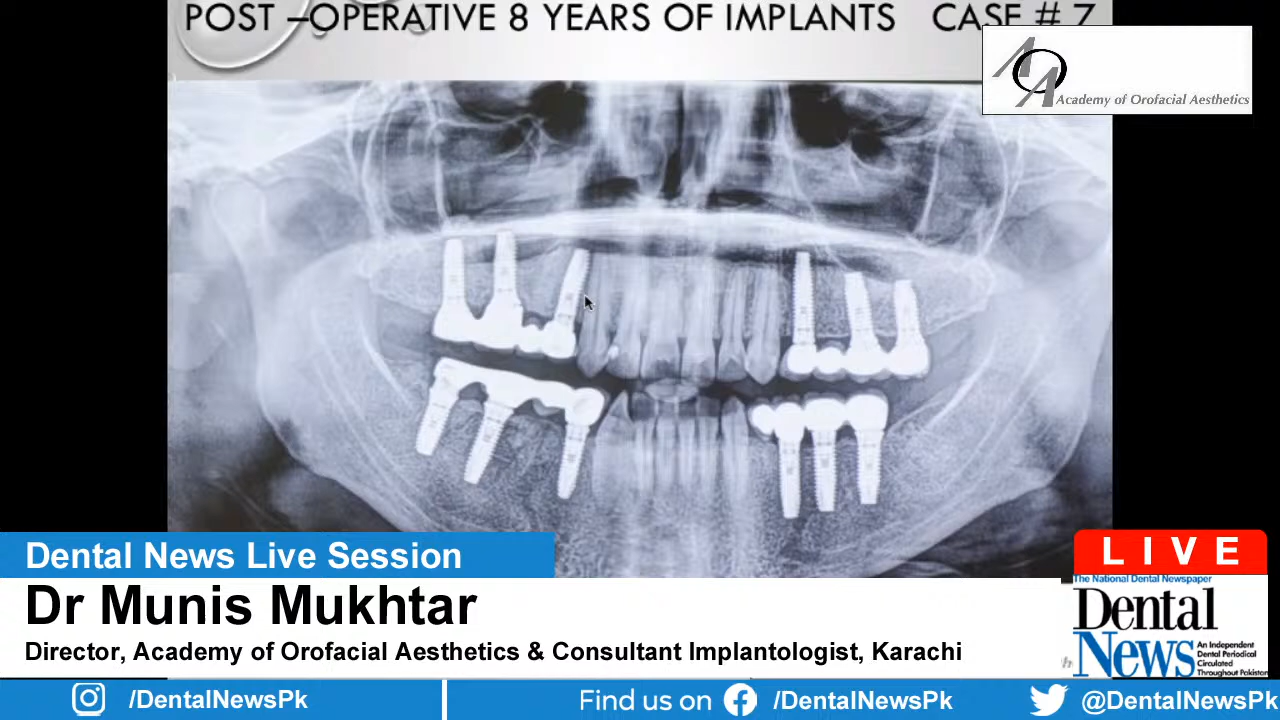 POST –OPERATIVE 8 YEARS OF IMPLANTS CASE # 7
Academy of Orofacial Aesthetics
Dental News Live Session
Dr Munis Mukhtar
Director, Academy of Orofacial Aesthetics & Consultant Implantologist, Karachi
LIVE
The National Dental Newspaper
Dental
News
An Independent
Dental Periodical
Circulated
Throughout Pakistan
/DentalNewsPk
Find us on /DentalNewsPk
@DentalNewsPk